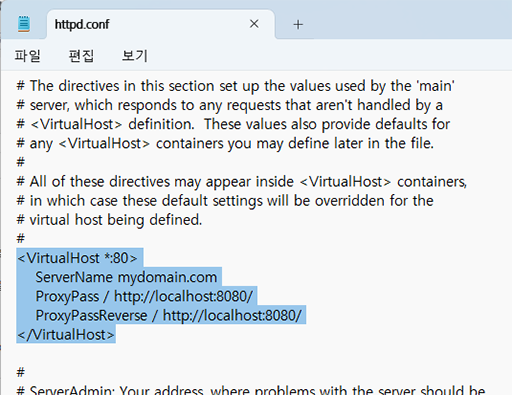 httpd.conf
파일 편집 보기
# The directives in this section set up the values used by the 'main'
# server, which responds to any requests that aren't handled by a
# <VirtualHost> definition.  These values also provide defaults for
# any <VirtualHost> containers you may define later in the file.
#
# All of these directives may appear inside <VirtualHost> containers,
# in which case these default settings will be overridden for the
# virtual host being defined.
#
<VirtualHost *:80>
    ServerName mydomain.com
    ProxyPass / http://localhost:8080/
    ProxyPassReverse / http://localhost:8080/
</VirtualHost>
#
# ServerAdmin: Your address, where problems with the server should be